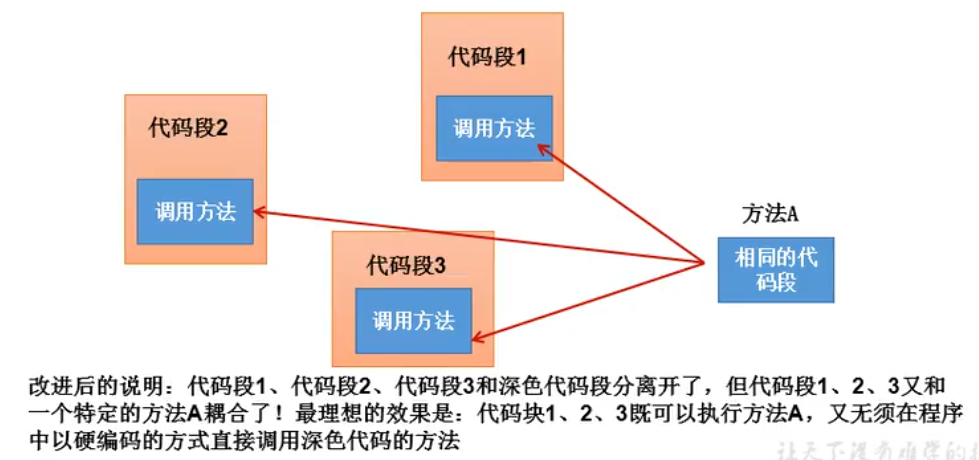 代码段1
调用方法
代码段2
调用方法
方法A
相同的代
码段
代码段3
调用方法
改进后的说明：代码段1、代码段2、代码段3和深色代码段分离开了，但代码段1、2、3又和
一个特定的方法A耦合了！最理想的效果是：代码块1、2、3既可以执行方法A，又无须在程序
中以硬编码的方式直接调用深色代码的方法
让天下没有难学的